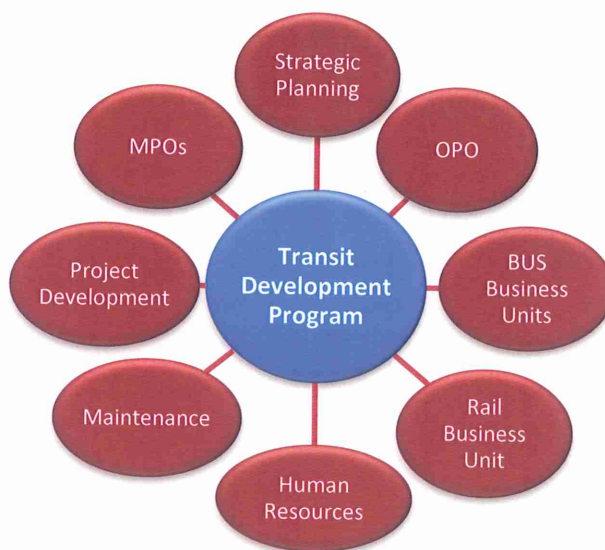 Strategic
Planning
OPO
BUS
Business
Units
Rail
Business
Unit
Human
Resources
Maintenance
Project
Development
MPOs
Transit
Development
Program